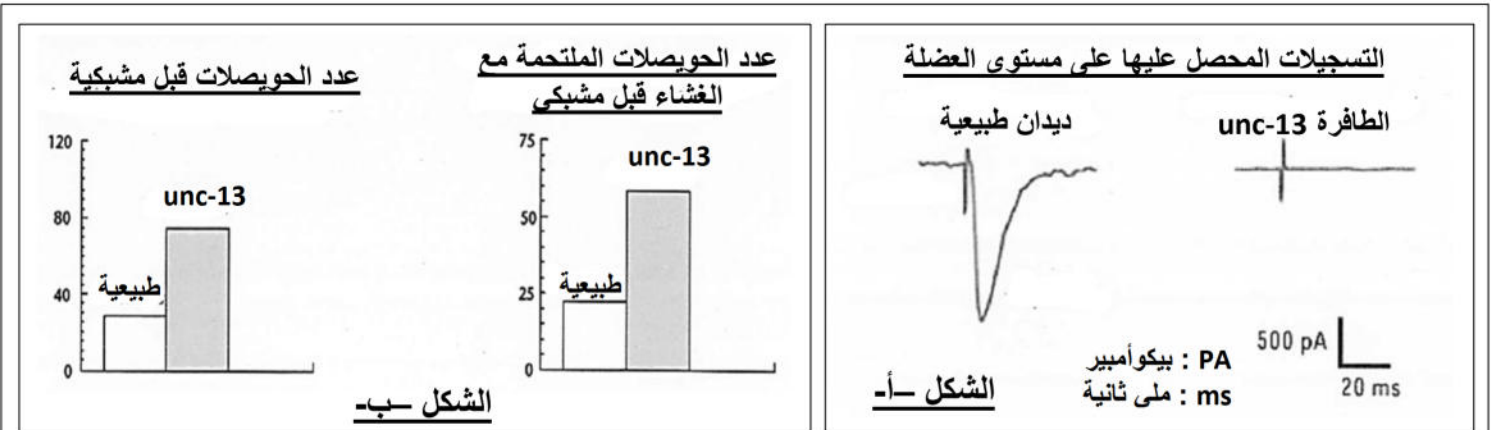 التسجيلات المحصل عليها على مستوى العضلة
الطافرة unc-13
ديدان طبيعية
500 pA
20 ms
PA : بيكوأمبير
ms : ملي ثانية
الشكل –أ-
عدد الحويصلات الملتحمة مع
الغشاء قبل مشبكي
75
50
25
0
unc-13
طبيعية
عدد الحويصلات قبل مشبكية
120
80
40
0
unc-13
طبيعية
الشكل –ب-